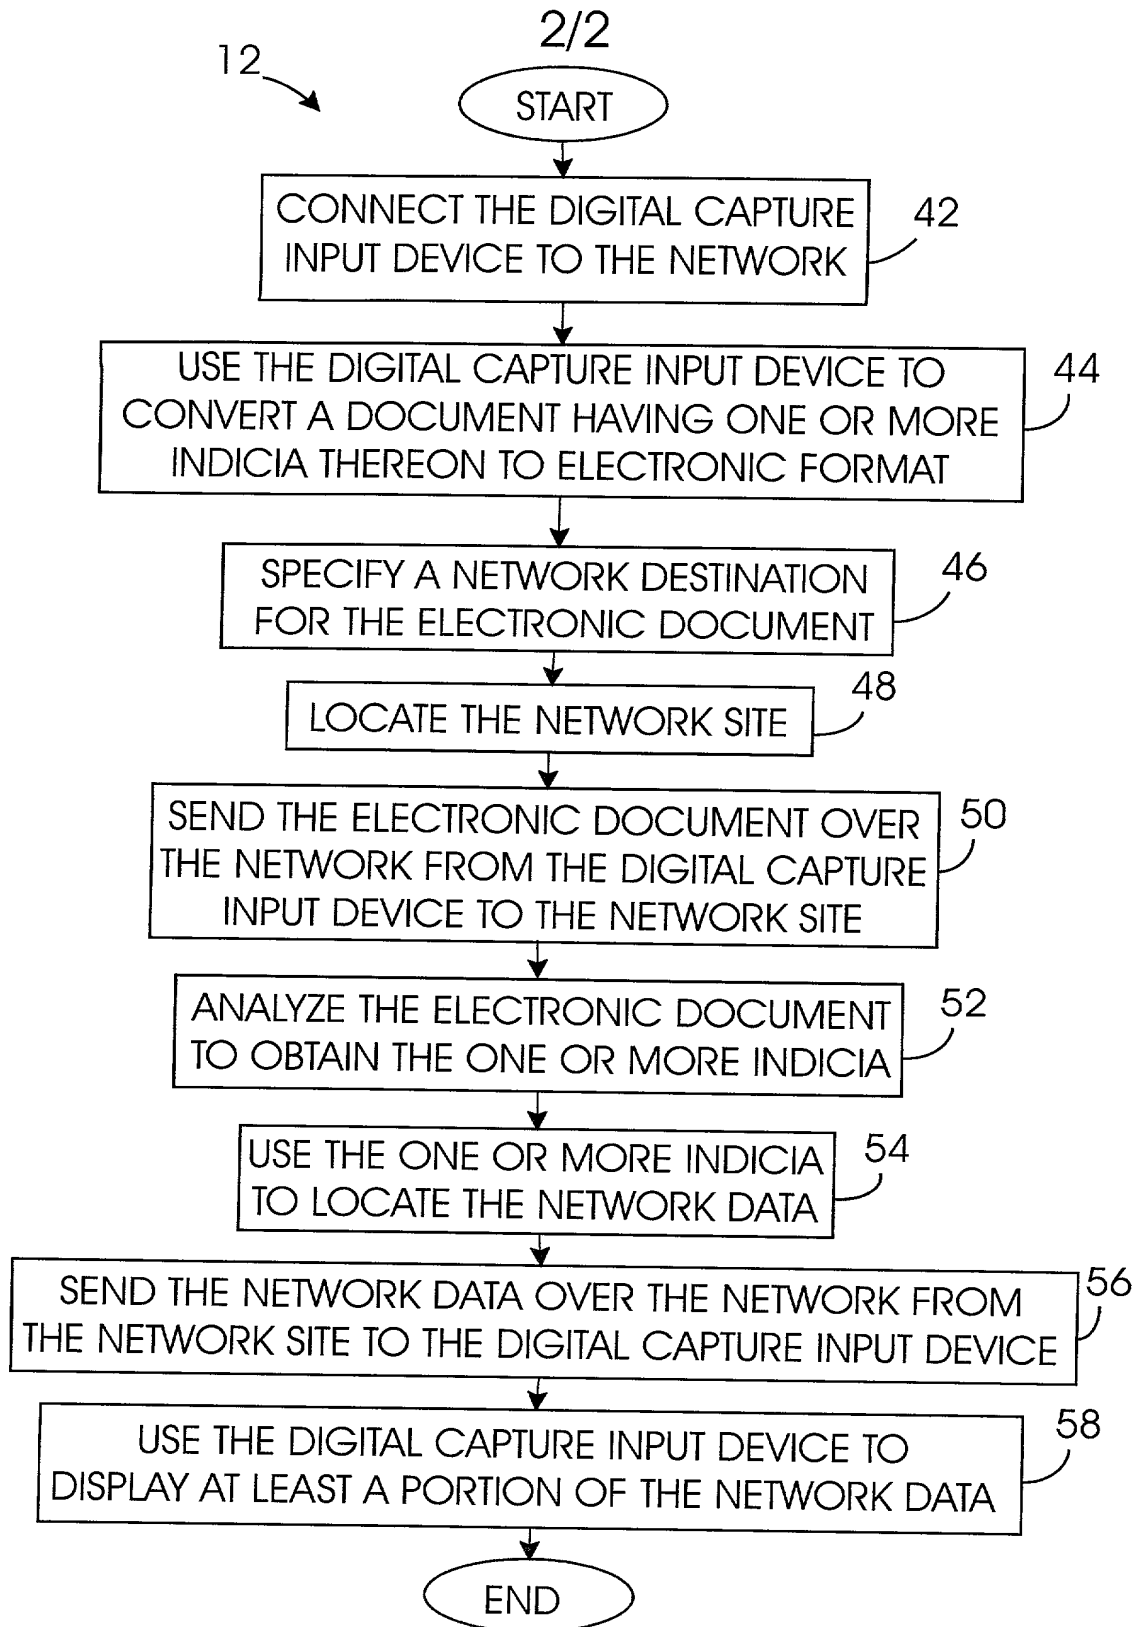 2/2
12
START
CONNECT THE DIGITAL CAPTURE
INPUT DEVICE TO THE NETWORK
42
USE THE DIGITAL CAPTURE INPUT DEVICE TO
CONVERT A DOCUMENT HAVING ONE OR MORE
INDICIA THEREON TO ELECTRONIC FORMAT
44
SPECIFY A NETWORK DESTINATION
FOR THE ELECTRONIC DOCUMENT
46
LOCATE THE NETWORK SITE
48
SEND THE ELECTRONIC DOCUMENT OVER
THE NETWORK FROM THE DIGITAL CAPTURE
INPUT DEVICE TO THE NETWORK SITE
50
ANALYZE THE ELECTRONIC DOCUMENT
TO OBTAIN THE ONE OR MORE INDICIA
52
USE THE ONE OR MORE INDICIA
TO LOCATE THE NETWORK DATA
54
SEND THE NETWORK DATA OVER THE NETWORK FROM
THE NETWORK SITE TO THE DIGITAL CAPTURE INPUT DEVICE
56
USE THE DIGITAL CAPTURE INPUT DEVICE TO
DISPLAY AT LEAST A PORTION OF THE NETWORK DATA
58
END